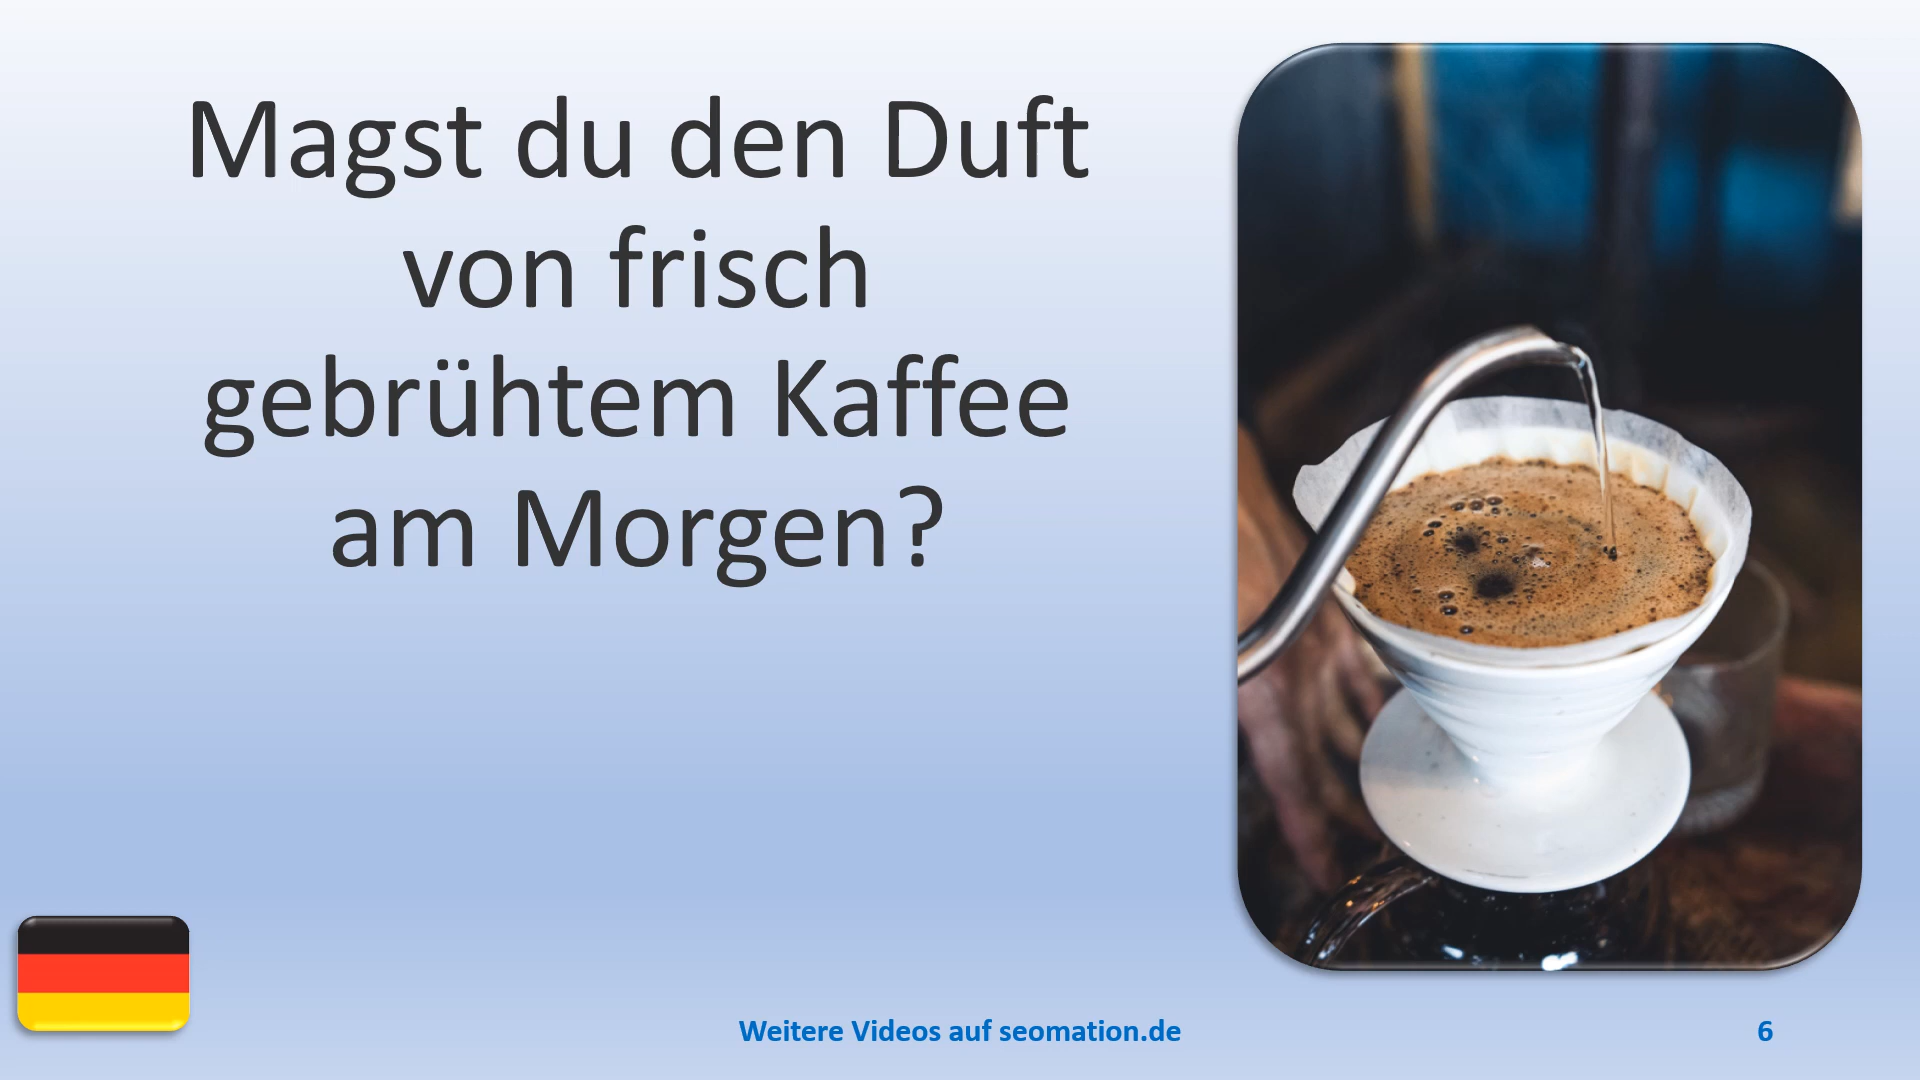 Magst du den Duft
von frisch
gebrühtem Kaffee
am Morgen?
Weitere Videos auf seomation.de
6